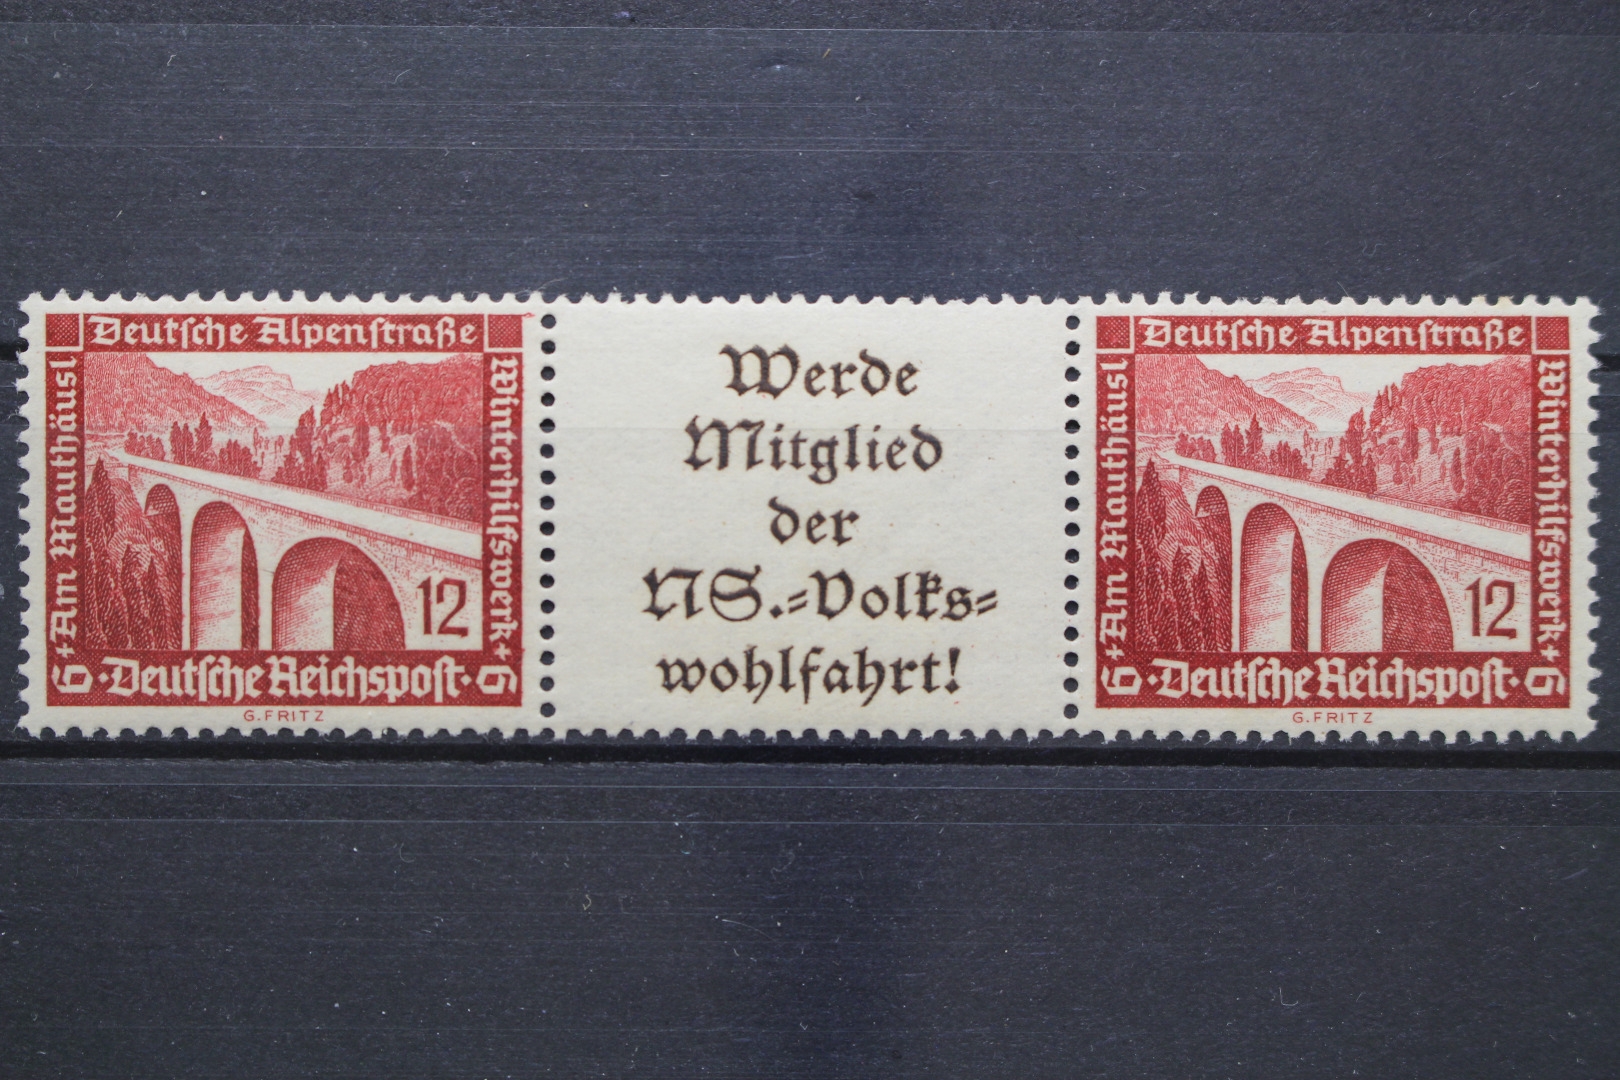 Deutsche Alpenstraße
+Am Mauthäusl
Winterhilfswerk+
12
6 ·Deutsche Reichspost· 6
G. FRITZ
Werde
Mitglied
der
NS.-Volks-
wohlfahrt!
Deutsche Alpenstraße
+Am Mauthäusl
Winterhilfswerk+
12
6 ·Deutsche Reichspost· 6
G. FRITZ